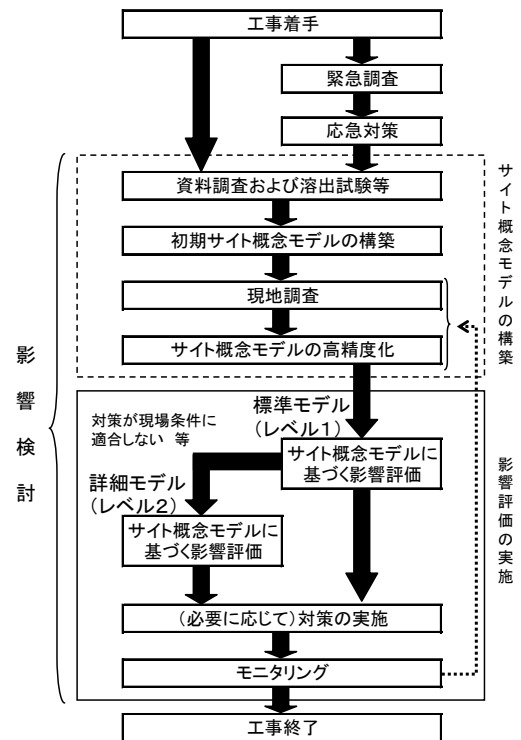 工事着手
緊急調査
応急対策
資料調査および溶出試験等
初期サイト概念モデルの構築
現地調査
サイト概念モデルの高精度化
サイト概念モデルの構築
影響検討
対策が現場条件に
適合しない 等
標準モデル
(レベル1)
サイト概念モデルに
基づく影響評価
詳細モデル
(レベル2)
サイト概念モデルに
基づく影響評価
影響評価の実施
(必要に応じて)対策の実施
モニタリング
工事終了